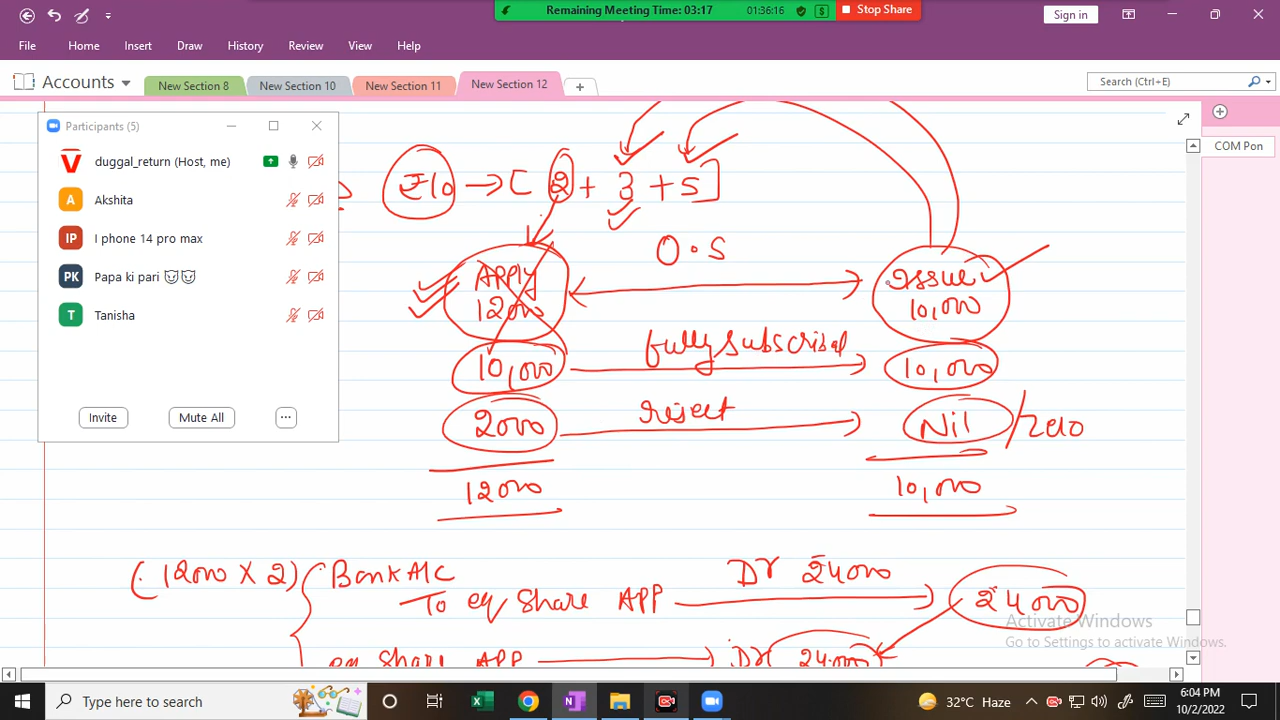 Remaining Meeting Time: 03:17
01:36:16
Stop Share
Sign in
File Home Insert Draw History Review View Help
Accounts New Section 8 New Section 10 New Section 11 New Section 12
Search (Ctrl+E)
COM Pon
Participants (5)
duggal_return (Host, me)
A Akshita
IP I phone 14 pro max
PK Papa ki pari
T Tanisha
Invite Mute All ...
₹10 → [2 + 3 + 5]
O.S
APPLY Issue
12000 10,000
10,000 fully subscribed 10,000
2000 reject Nil / zero
12000 10,000
(12000 X 2) Bank A/C Dr 24000
To eq Share APP 24000
eq Share APP Dr 24000
Activate Windows
Go to Settings to activate Windows.
Type here to search
32°C Haze
6:04 PM
10/2/2022